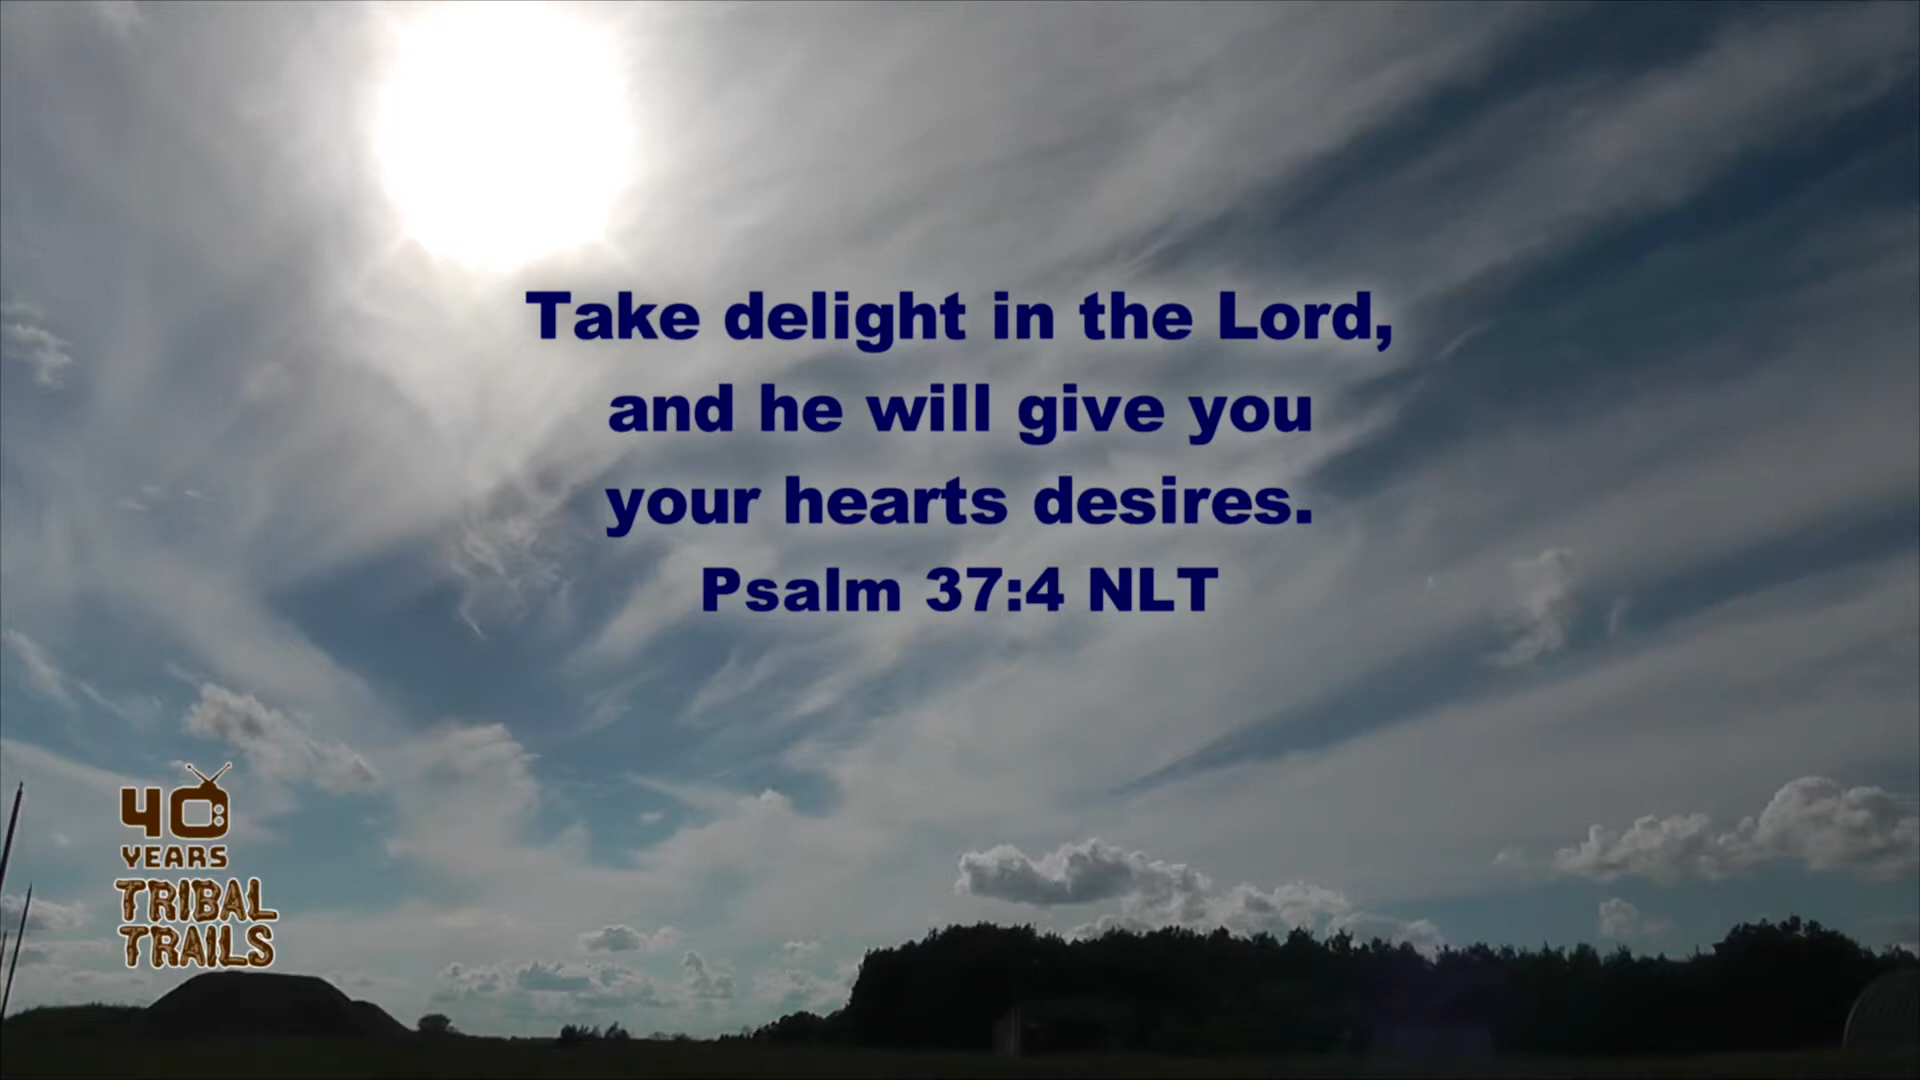 Take delight in the Lord,
and he will give you
your hearts desires.
Psalm 37:4 NLT
40
YEARS
TRIBAL
TRAILS